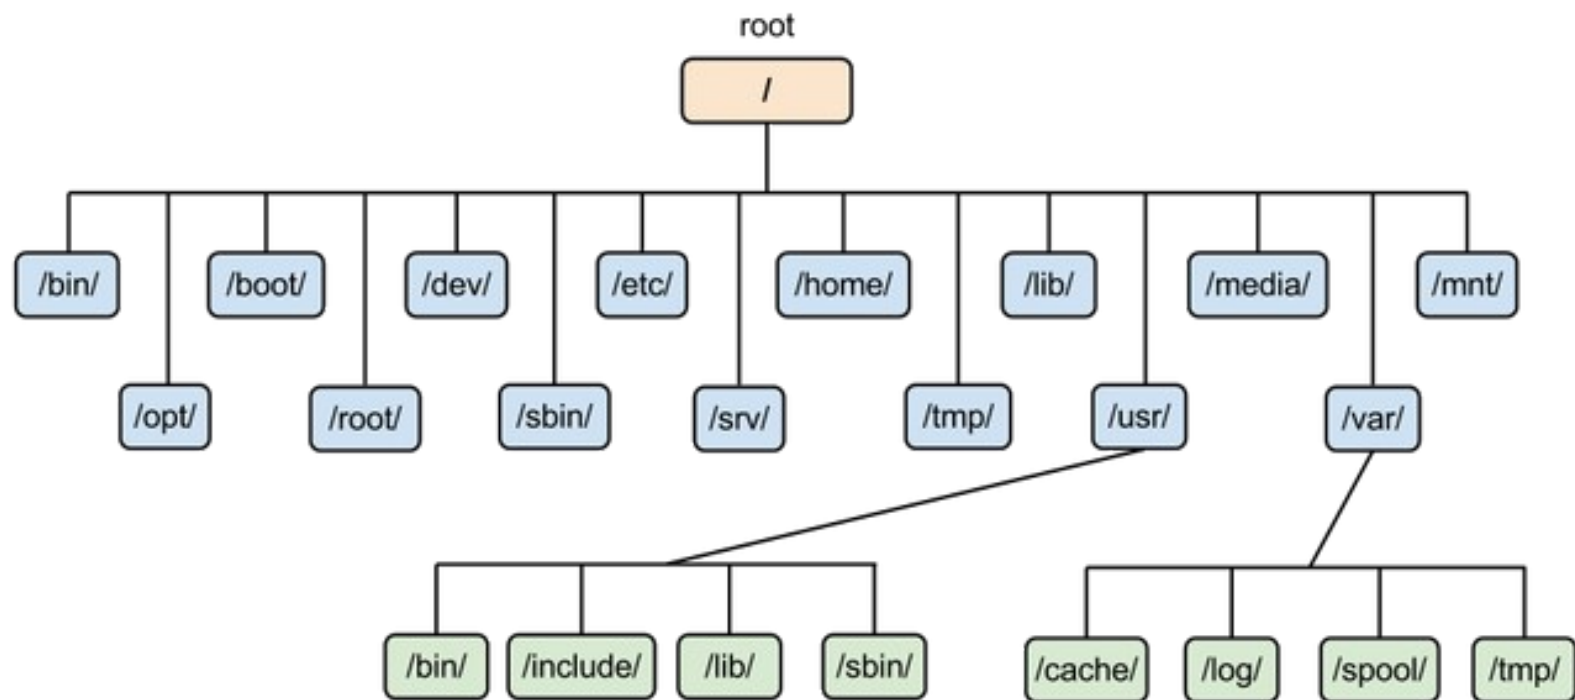 root
/
/bin/
/boot/
/dev/
/etc/
/home/
/lib/
/media/
/mnt/
/opt/
/root/
/sbin/
/srv/
/tmp/
/usr/
/var/
/bin/
/include/
/lib/
/sbin/
/cache/
/log/
/spool/
/tmp/